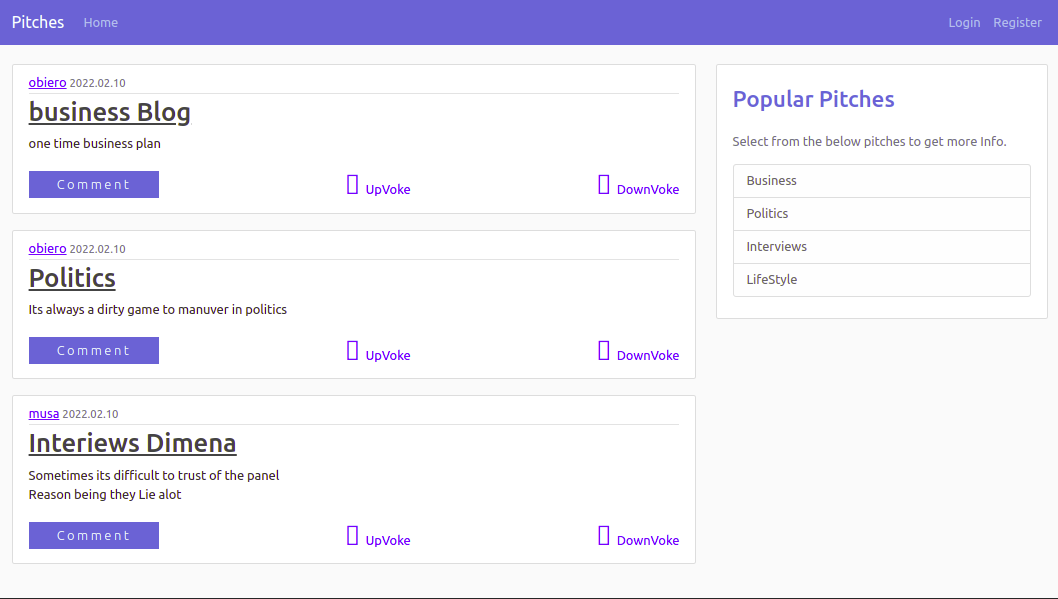 Pitches Home Login Register
obiero 2022.02.10
business Blog
one time business plan
Comment UpVoke DownVoke
obiero 2022.02.10
Politics
Its always a dirty game to manuver in politics
Comment UpVoke DownVoke
musa 2022.02.10
Interiews Dimena
Sometimes its difficult to trust of the panel
Reason being they Lie alot
Comment UpVoke DownVoke
Popular Pitches
Select from the below pitches to get more Info.
Business
Politics
Interviews
LifeStyle